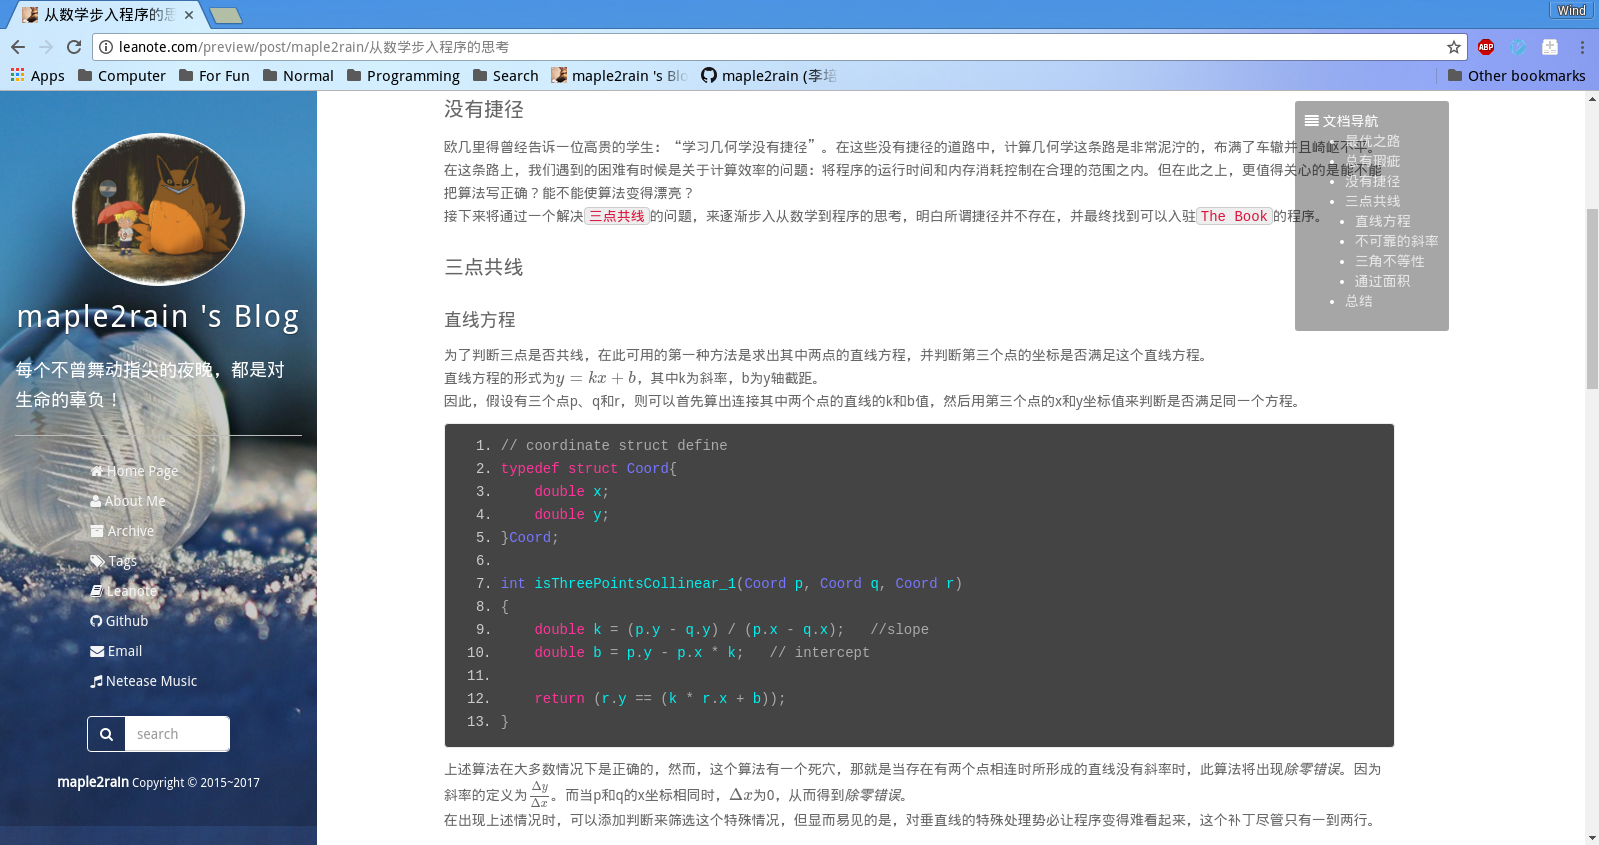 从数学步入程序的思
Wind
leanote.com/preview/post/maple2rain/从数学步入程序的思考
ABP
Apps Computer For Fun Normal Programming Search maple2rain 's Blo maple2rain (李培 Other bookmarks
maple2rain 's Blog
每个不曾舞动指尖的夜晚，都是对
生命的辜负！
Home Page
About Me
Archive
Tags
Leanote
Github
Email
Netease Music
search
maple2rain Copyright © 2015~2017
没有捷径
欧几里得曾经告诉一位高贵的学生：“学习几何学没有捷径”。在这些没有捷径的道路中，计算几何学这条路是非常泥泞的，布满了车辙并且崎岖不平。
在这条路上，我们遇到的困难有时候是关于计算效率的问题：将程序的运行时间和内存消耗控制在合理的范围之内。但在此之上，更值得关心的是能不能
把算法写正确？能不能使算法变得漂亮？
接下来将通过一个解决三点共线的问题，来逐渐步入从数学到程序的思考，明白所谓捷径并不存在，并最终找到可以入驻The Book的程序。
三点共线
直线方程
为了判断三点是否共线，在此可用的第一种方法是求出其中两点的直线方程，并判断第三个点的坐标是否满足这个直线方程。
直线方程的形式为y = kx + b，其中k为斜率，b为y轴截距。
因此，假设有三个点p、q和r，则可以首先算出连接其中两个点的直线的k和b值，然后用第三个点的x和y坐标值来判断是否满足同一个方程。
1. // coordinate struct define
2. typedef struct Coord{
3.     double x;
4.     double y;
5. }Coord;
6.
7. int isThreePointsCollinear_1(Coord p, Coord q, Coord r)
8. {
9.     double k = (p.y - q.y) / (p.x - q.x);   //slope
10.     double b = p.y - p.x * k;   // intercept
11.
12.     return (r.y == (k * r.x + b));
13. }
上述算法在大多数情况下是正确的，然而，这个算法有一个死穴，那就是当存在有两个点相连时所形成的直线没有斜率时，此算法将出现除零错误。因为
斜率的定义为Δy/Δx。而当p和q的x坐标相同时，Δx为0，从而得到除零错误。
在出现上述情况时，可以添加判断来筛选这个特殊情况，但显而易见的是，对垂直线的特殊处理势必让程序变得难看起来，这个补丁尽管只有一到两行。
文档导航
最优之路
总有瑕疵
没有捷径
三点共线
直线方程
不可靠的斜率
三角不等性
通过面积
总结